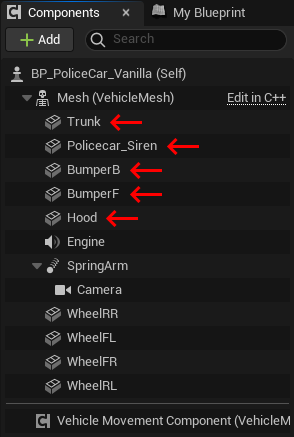 Components My Blueprint
Add Search
BP_PoliceCar_Vanilla (Self)
Mesh (VehicleMesh) Edit in C++
Trunk
Policecar_Siren
BumperB
BumperF
Hood
Engine
SpringArm
Camera
WheelRR
WheelFL
WheelFR
WheelRL
Vehicle Movement Component (VehicleM